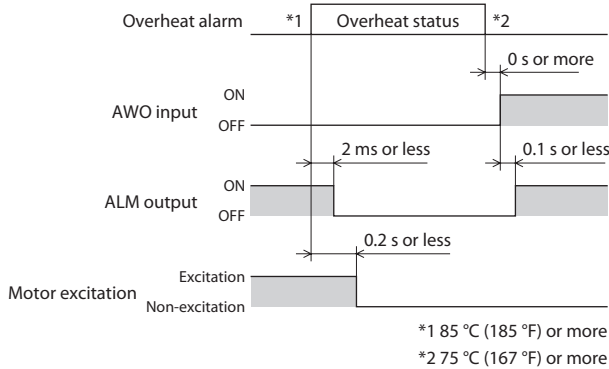 Overheat alarm *1 Overheat status *2
0 s or more
AWO input ON
OFF
2 ms or less 0.1 s or less
ALM output ON
OFF
0.2 s or less
Motor excitation Excitation
Non-excitation
*1 85 °C (185 °F) or more
*2 75 °C (167 °F) or more